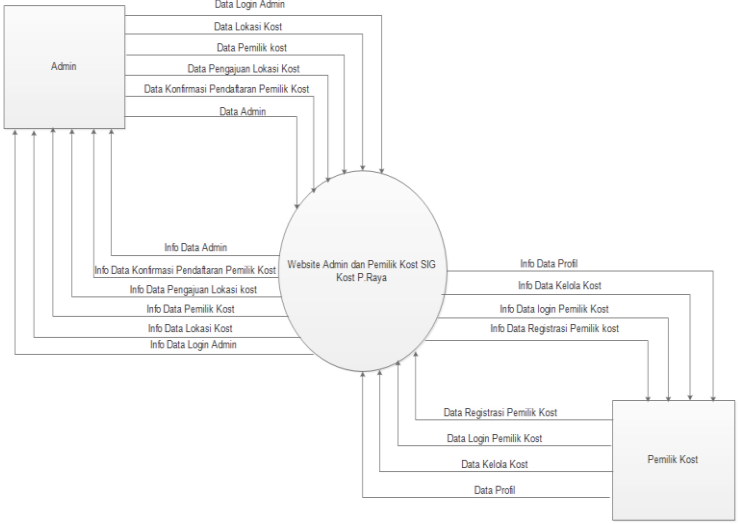 Data Login Admin
Data Lokasi Kost
Data Pemilik kost
Data Pengajuan Lokasi Kost
Data Konfirmasi Pendaftaran Pemilik Kost
Data Admin
Admin
Info Data Admin
Info Data Konfirmasi Pendaftaran Pemilik Kost
Info Data Pengajuan Lokasi kost
Info Data Pemilik Kost
Info Data Lokasi Kost
Info Data Login Admin
Website Admin dan Pemilik Kost SIG
Kost P.Raya
Info Data Profil
Info Data Kelola Kost
Info Data login Pemilik Kost
Info Data Registrasi Pemilik kost
Data Registrasi Pemilik Kost
Data Login Pemilik Kost
Data Kelola Kost
Data Profil
Pemilik Kost